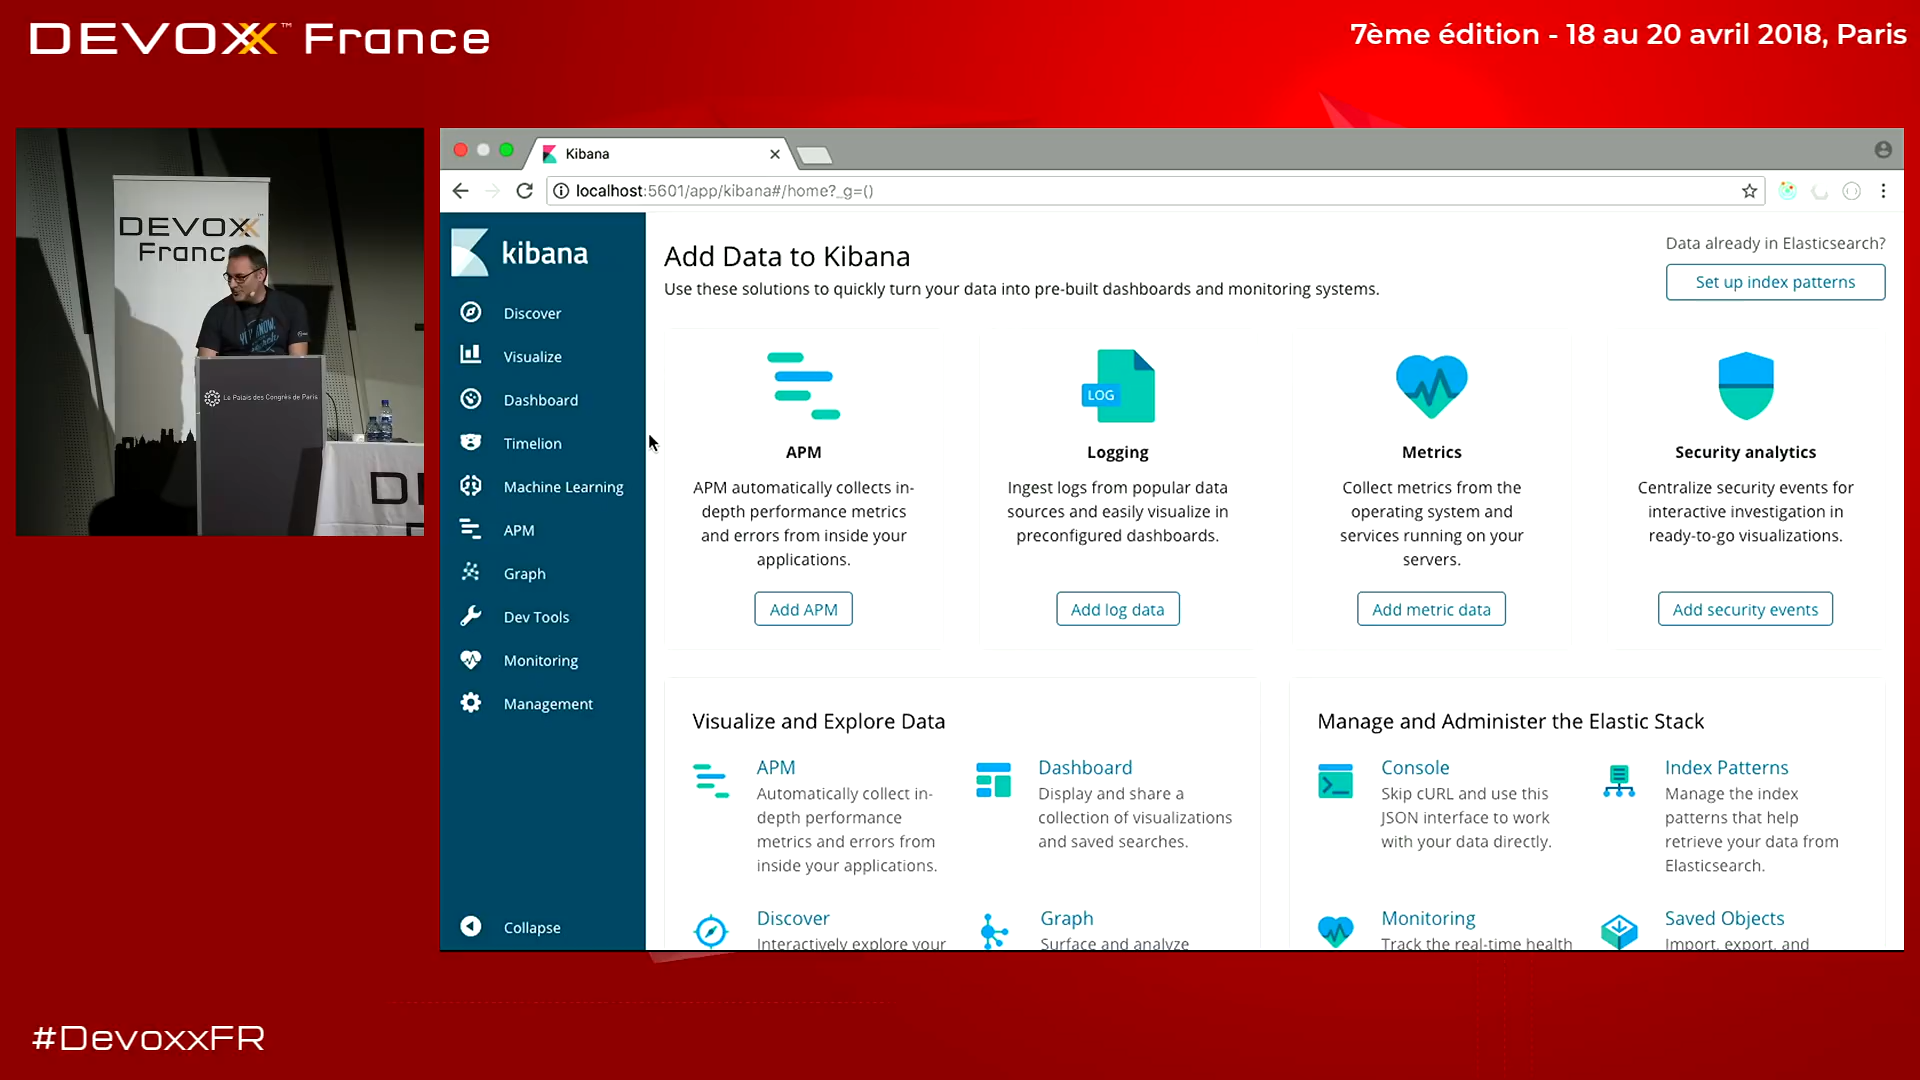 DEVOXX™ France
7ème édition - 18 au 20 avril 2018, Paris
DEVOXX
France
Le Palais des Congrès de Paris
Kibana
localhost:5601/app/kibana#/home?_g=()
kibana
Discover
Visualize
Dashboard
Timelion
Machine Learning
APM
Graph
Dev Tools
Monitoring
Management
Collapse
Add Data to Kibana
Use these solutions to quickly turn your data into pre-built dashboards and monitoring systems.
Data already in Elasticsearch?
Set up index patterns
APM
APM automatically collects in-
depth performance metrics
and errors from inside your
applications.
Add APM
LOG
Logging
Ingest logs from popular data
sources and easily visualize in
preconfigured dashboards.
Add log data
Metrics
Collect metrics from the
operating system and
services running on your
servers.
Add metric data
Security analytics
Centralize security events for
interactive investigation in
ready-to-go visualizations.
Add security events
Visualize and Explore Data
APM
Automatically collect in-
depth performance
metrics and errors from
inside your applications.
Dashboard
Display and share a
collection of visualizations
and saved searches.
Discover
Interactively explore your
Graph
Surface and analyze
Manage and Administer the Elastic Stack
Console
Skip cURL and use this
JSON interface to work
with your data directly.
Index Patterns
Manage the index
patterns that help
retrieve your data from
Elasticsearch.
Monitoring
Track the real-time health
Saved Objects
Import, export, and
#DevoxxFR